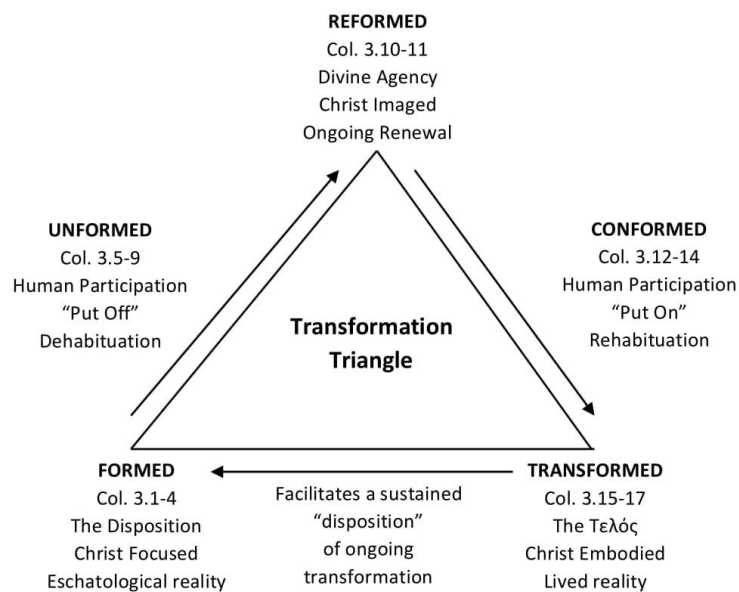 REFORMED
Col. 3.10-11
Divine Agency
Christ Imaged
Ongoing Renewal
UNFORMED
Col. 3.5-9
Human Participation
“Put Off”
Dehabituation
CONFORMED
Col. 3.12-14
Human Participation
“Put On”
Rehabituation
Transformation
Triangle
FORMED
Col. 3.1-4
The Disposition
Christ Focused
Eschatological reality
Facilitates a sustained
“disposition”
of ongoing
transformation
TRANSFORMED
Col. 3.15-17
The Τελός
Christ Embodied
Lived reality